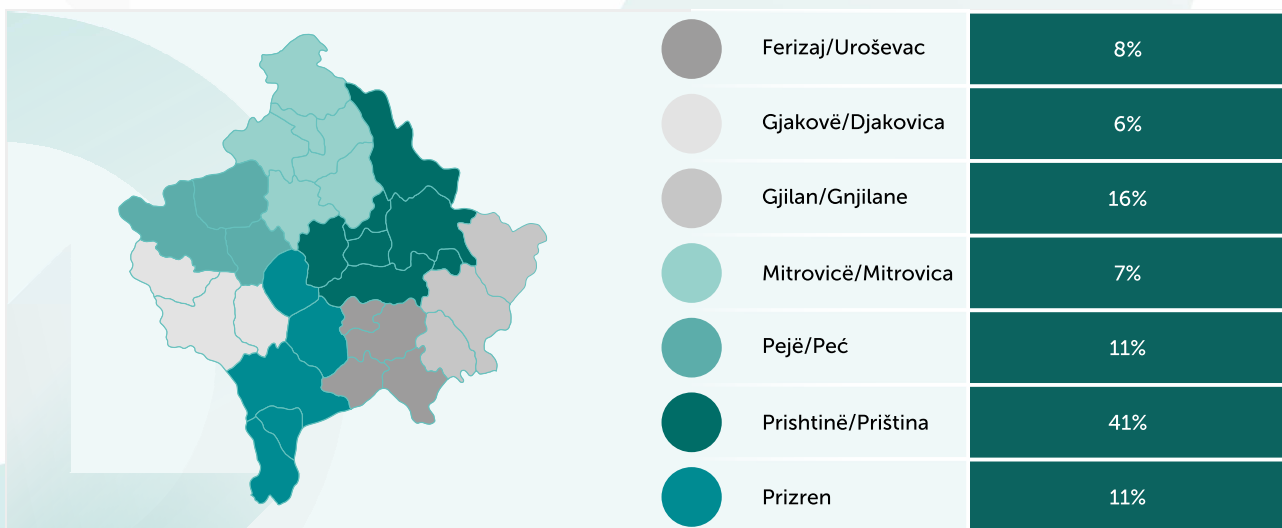 Ferizaj/Uroševac 8%
Gjakovë/Djakovica 6%
Gjilan/Gnjilane 16%
Mitrovicë/Mitrovica 7%
Pejë/Peć 11%
Prishtinë/Priština 41%
Prizren 11%